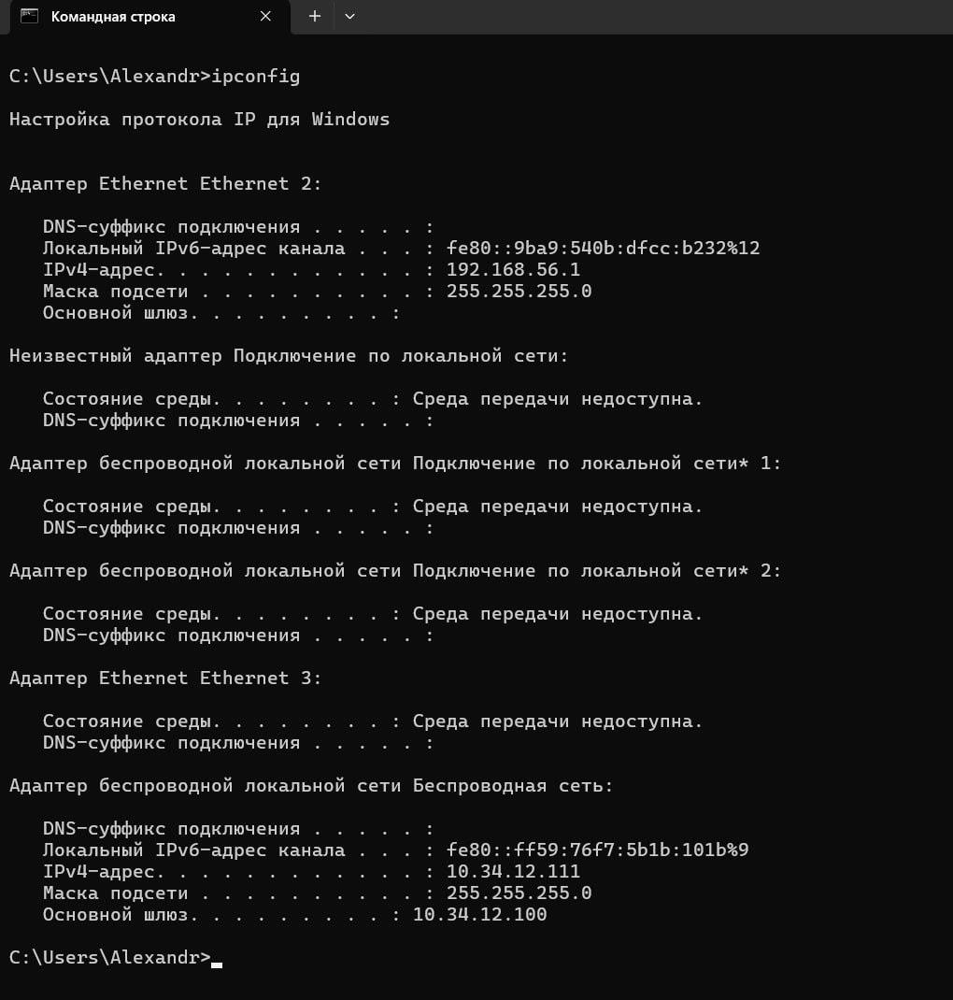 Командная строка
C:\Users\Alexandr>ipconfig
Настройка протокола IP для Windows
Адаптер Ethernet Ethernet 2:
DNS-суффикс подключения . . . . . :
Локальный IPv6-адрес канала . . . : fe80::9ba9:540b:dfcc:b232%12
IPv4-адрес. . . . . . . . . . . . : 192.168.56.1
Маска подсети . . . . . . . . . . : 255.255.255.0
Основной шлюз. . . . . . . . . :
Неизвестный адаптер Подключение по локальной сети:
Состояние среды. . . . . . . . : Среда передачи недоступна.
DNS-суффикс подключения . . . . . :
Адаптер беспроводной локальной сети Подключение по локальной сети* 1:
Состояние среды. . . . . . . . : Среда передачи недоступна.
DNS-суффикс подключения . . . . . :
Адаптер беспроводной локальной сети Подключение по локальной сети* 2:
Состояние среды. . . . . . . . : Среда передачи недоступна.
DNS-суффикс подключения . . . . . :
Адаптер Ethernet Ethernet 3:
Состояние среды. . . . . . . . : Среда передачи недоступна.
DNS-суффикс подключения . . . . . :
Адаптер беспроводной локальной сети Беспроводная сеть:
DNS-суффикс подключения . . . . . :
Локальный IPv6-адрес канала . . . : fe80::ff59:76f7:5b1b:101b%9
IPv4-адрес. . . . . . . . . . . . : 10.34.12.111
Маска подсети . . . . . . . . . . : 255.255.255.0
Основной шлюз. . . . . . . . . : 10.34.12.100
C:\Users\Alexandr>